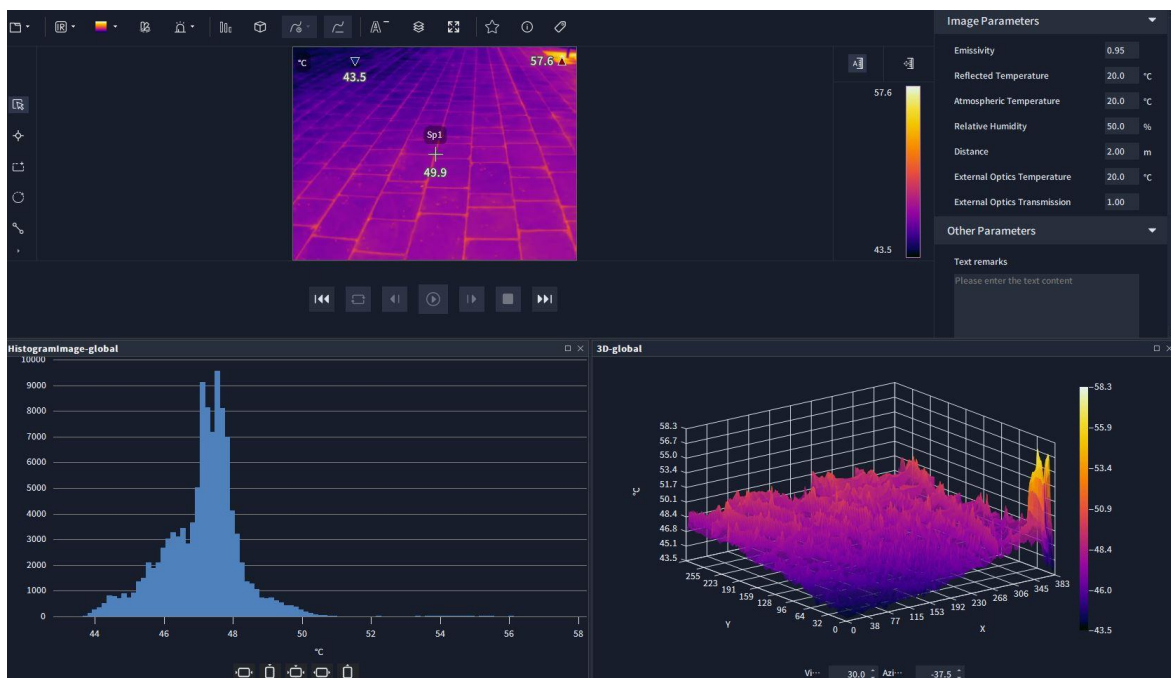 IR
A
Image Parameters
Emissivity 0.95
Reflected Temperature 20.0 °C
Atmospheric Temperature 20.0 °C
Relative Humidity 50.0 %
Distance 2.00 m
External Optics Temperature 20.0 °C
External Optics Transmission 1.00
Other Parameters
Text remarks
Please enter the text content
°C
43.5
57.6
Sp1
49.9
A
57.6
43.5
HistogramImage-global
10000
9000
8000
7000
6000
5000
4000
3000
2000
1000
0
44 46 48 50 52 54 56 58
°C
3D-global
58.3
56.7
55.0
53.4
51.7
50.1
48.4
46.8
45.1
43.5
°C
255 223 191 159 128 96 64 32 0
Y
0 38 77 115 153 192 230 268 306 345 383
X
58.3
55.9
53.4
50.9
48.4
46.0
43.5
Vi··· 30.0 Azi··· -37.5